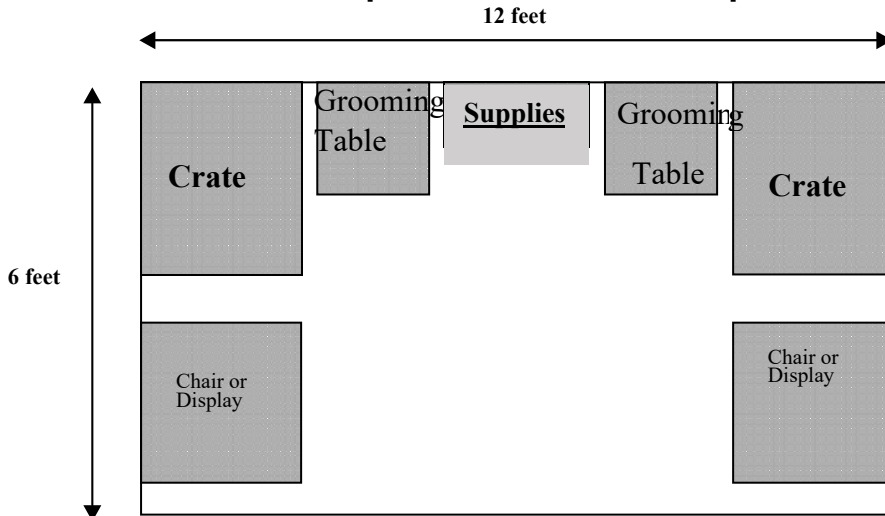 12 feet
Grooming
Table
Supplies
Grooming
Table
Crate
Crate
6 feet
Chair or
Display
Chair or
Display